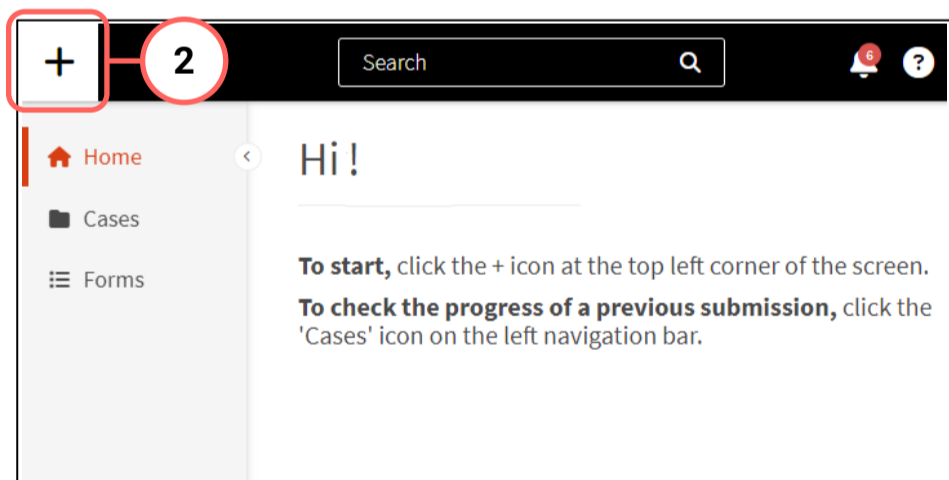 + 2 Search 6 ?
Home
Hi !
Cases
Forms
To start, click the + icon at the top left corner of the screen.
To check the progress of a previous submission, click the
'Cases' icon on the left navigation bar.